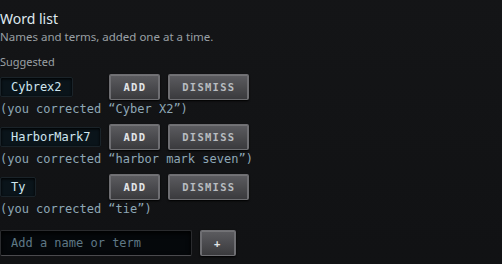 Word list
Names and terms, added one at a time.
Suggested
Cybrex2 ADD DISMISS
(you corrected “Cyber X2”)
HarborMark7 ADD DISMISS
(you corrected “harbor mark seven”)
Ty ADD DISMISS
(you corrected “tie”)
Add a name or term +